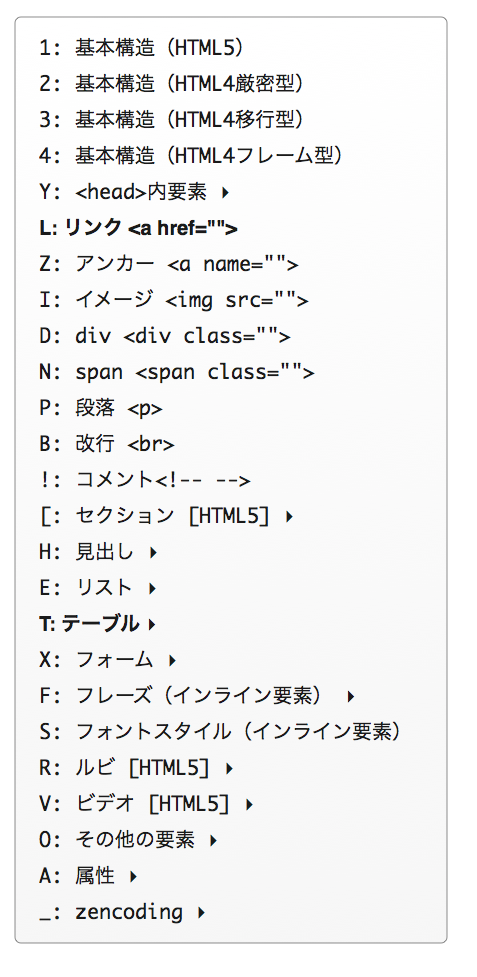 1: 基本構造（HTML5）
2: 基本構造（HTML4厳密型）
3: 基本構造（HTML4移行型）
4: 基本構造（HTML4フレーム型）
Y: <head>内要素 ▸
L: リンク <a href="">
Z: アンカー <a name="">
I: イメージ <img src="">
D: div <div class="">
N: span <span class="">
P: 段落 <p>
B: 改行 <br>
!: コメント<!-- -->
[: セクション [HTML5] ▸
H: 見出し ▸
E: リスト ▸
T: テーブル ▸
X: フォーム ▸
F: フレーズ（インライン要素） ▸
S: フォントスタイル（インライン要素）
R: ルビ [HTML5] ▸
V: ビデオ [HTML5] ▸
O: その他の要素 ▸
A: 属性 ▸
_: zencoding ▸